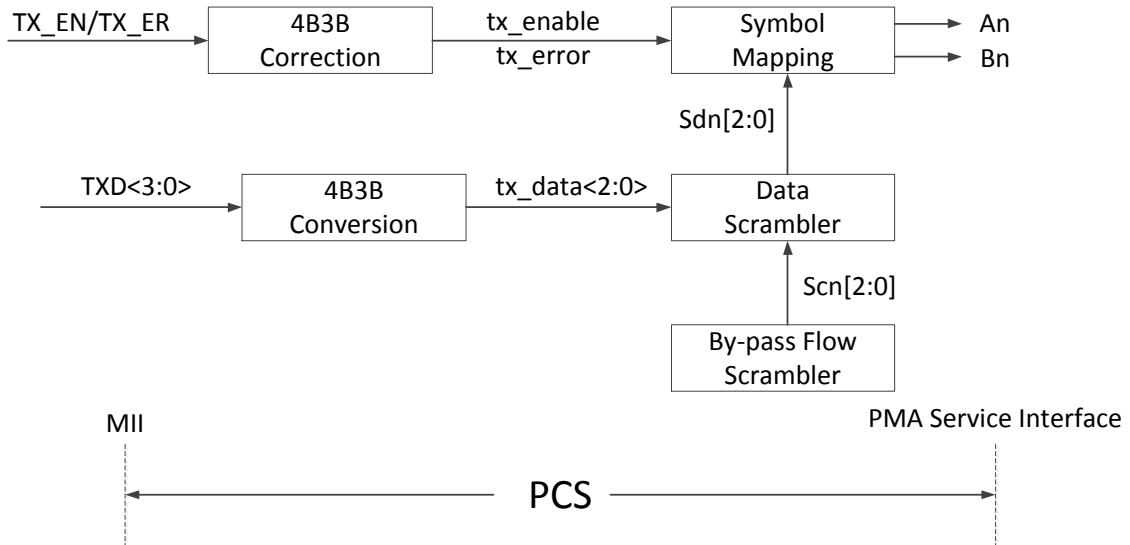 TX_EN/TX_ER
4B3B
Correction
tx_enable
tx_error
Symbol
Mapping
An
Bn
Sdn[2:0]
TXD<3:0>
4B3B
Conversion
tx_data<2:0>
Data
Scrambler
Scn[2:0]
By-pass Flow
Scrambler
MII
PMA Service Interface
PCS